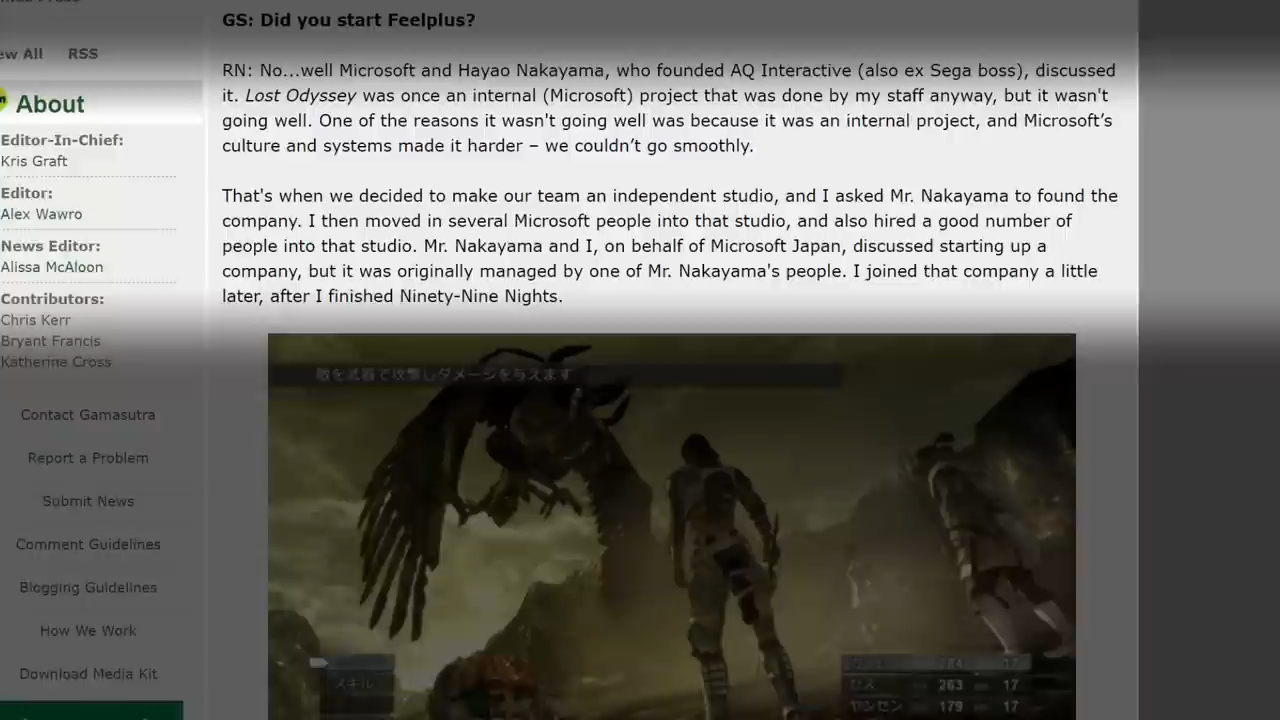 ew All RSS
About
Editor-In-Chief:
Kris Graft
Editor:
Alex Wawro
News Editor:
Alissa McAloon
Contributors:
Chris Kerr
Bryant Francis
Katherine Cross
Contact Gamasutra
Report a Problem
Submit News
Comment Guidelines
Blogging Guidelines
How We Work
Download Media Kit
GS: Did you start Feelplus?
RN: No...well Microsoft and Hayao Nakayama, who founded AQ Interactive (also ex Sega boss), discussed
it. Lost Odyssey was once an internal (Microsoft) project that was done by my staff anyway, but it wasn't
going well. One of the reasons it wasn't going well was because it was an internal project, and Microsoft’s
culture and systems made it harder – we couldn’t go smoothly.
That's when we decided to make our team an independent studio, and I asked Mr. Nakayama to found the
company. I then moved in several Microsoft people into that studio, and also hired a good number of
people into that studio. Mr. Nakayama and I, on behalf of Microsoft Japan, discussed starting up a
company, but it was originally managed by one of Mr. Nakayama's people. I joined that company a little
later, after I finished Ninety-Nine Nights.
敵を武器で攻撃しダメージを与えます
スキル
284 17
セス 263 17
ヤンセン 179 17